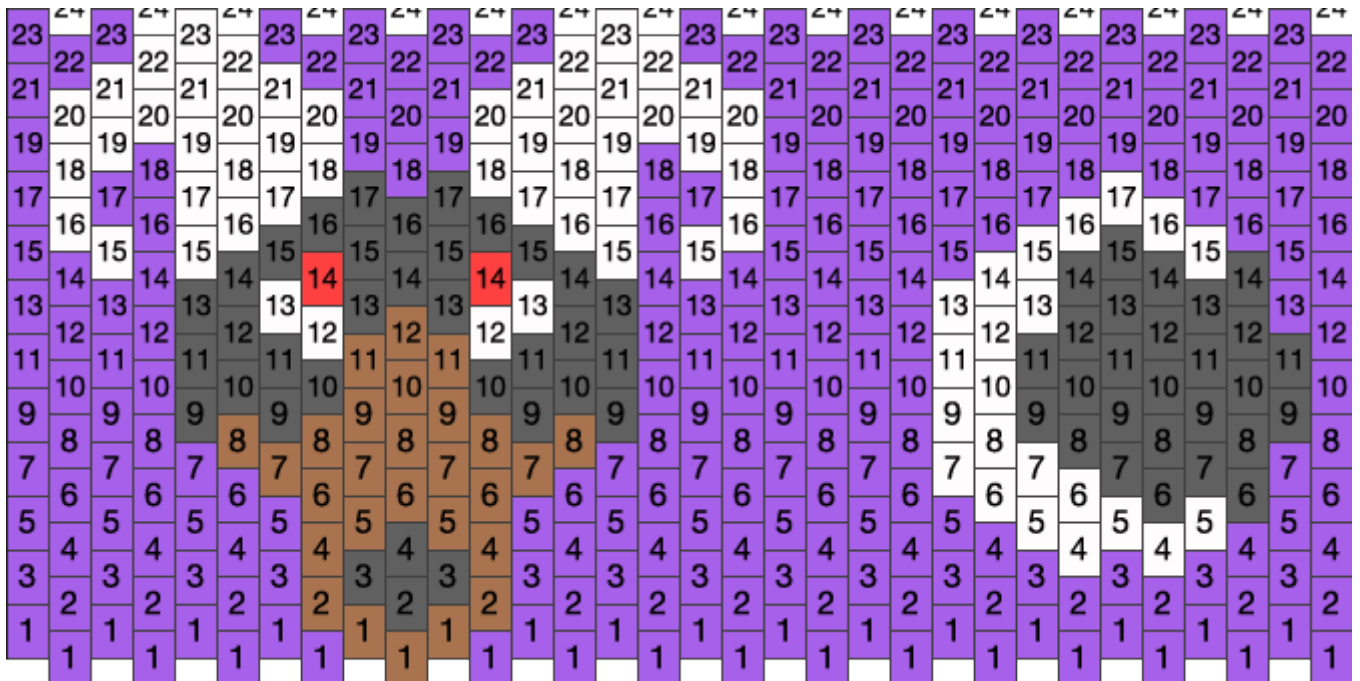 24 24 24 24 24 24 24 24 24 24 24 24 24 24 24 24
23 23 23 23 23 23 23 23 23 23 23 23 23 23 23 23
22 22 22 22 22 22 22 22 22 22 22 22 22 22 22 22
21 21 21 21 21 21 21 21 21 21 21 21 21 21 21 21
20 20 20 20 20 20 20 20 20 20 20 20 20 20 20 20
19 19 19 19 19 19 19 19 19 19 19 19 19 19 19 19
18 18 18 18 18 18 18 18 18 18 18 18 18 18 18 18
17 17 17 17 17 17 17 17 17 17 17 17 17 17 17 17
16 16 16 16 16 16 16 16 16 16 16 16 16 16 16 16
15 15 15 15 15 15 15 15 15 15 15 15 15 15 15 15
14 14 14 14 14 14 14 14 14 14 14 14 14 14 14 14
13 13 13 13 13 13 13 13 13 13 13 13 13 13 13 13
12 12 12 12 12 12 12 12 12 12 12 12 12 12 12 12
11 11 11 11 11 11 11 11 11 11 11 11 11 11 11 11
10 10 10 10 10 10 10 10 10 10 10 10 10 10 10 10
9 9 9 9 9 9 9 9 9 9 9 9 9 9 9 9
8 8 8 8 8 8 8 8 8 8 8 8 8 8 8 8
7 7 7 7 7 7 7 7 7 7 7 7 7 7 7 7
6 6 6 6 6 6 6 6 6 6 6 6 6 6 6 6
5 5 5 5 5 5 5 5 5 5 5 5 5 5 5 5
4 4 4 4 4 4 4 4 4 4 4 4 4 4 4 4
3 3 3 3 3 3 3 3 3 3 3 3 3 3 3 3
2 2 2 2 2 2 2 2 2 2 2 2 2 2 2 2
1 1 1 1 1 1 1 1 1 1 1 1 1 1 1 1
1 1 1 1 1 1 1 1 1 1 1 1 1 1 1 1